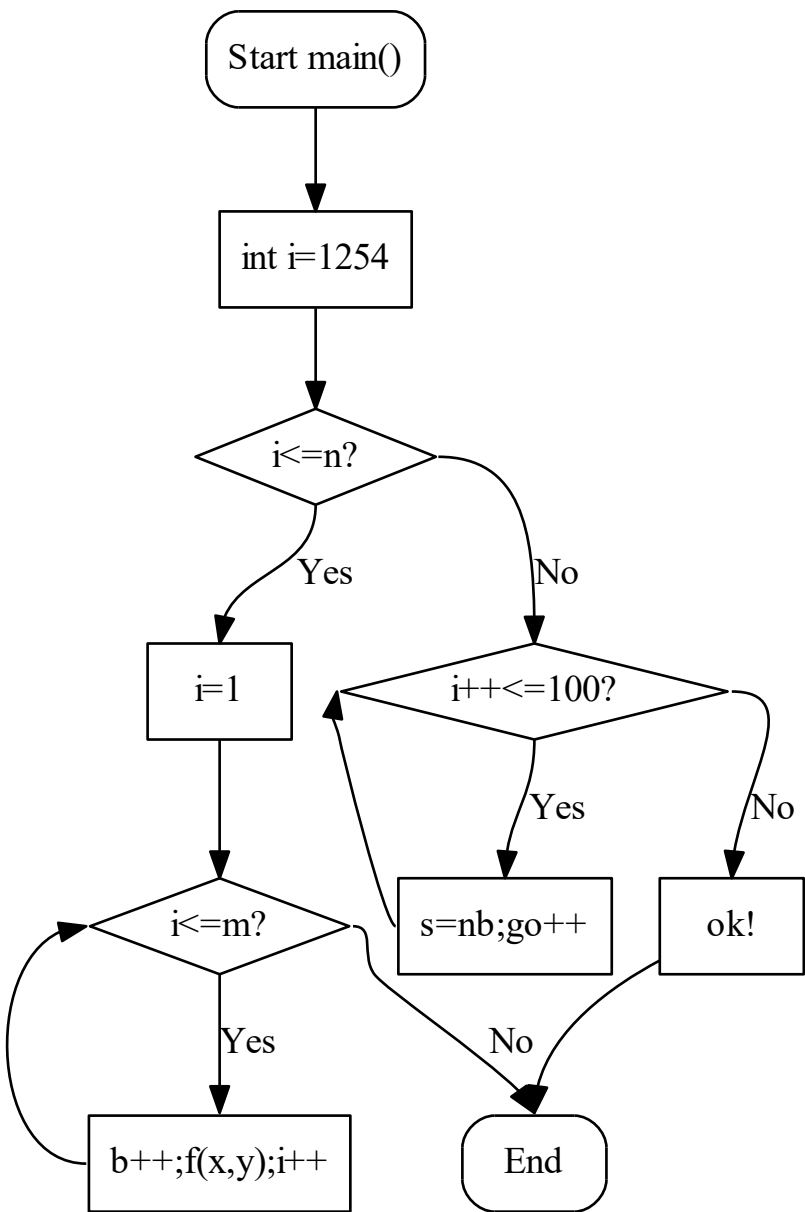 Start main()
int i=1254
i<=n?
Yes
No
i=1
i++<=100?
Yes
No
i<=m?
s=nb;go++
ok!
Yes
No
b++;f(x,y);i++
End